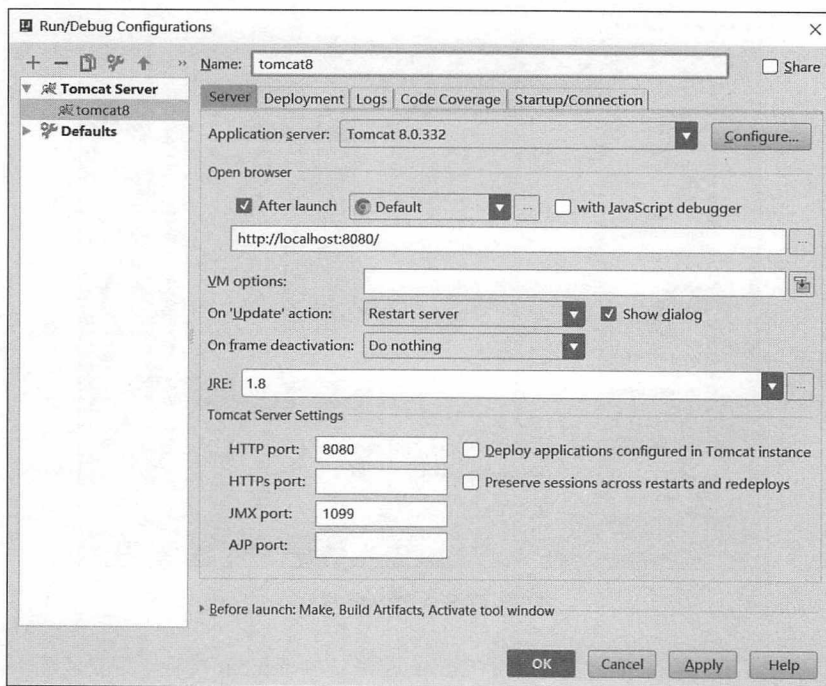 Run/Debug Configurations
Name: tomcat8 Share
Tomcat Server
tomcat8
Defaults
Server Deployment Logs Code Coverage Startup/Connection
Application server: Tomcat 8.0.332 Configure...
Open browser
After launch Default ... with JavaScript debugger
http://localhost:8080/ ...
VM options:
On 'Update' action: Restart server Show dialog
On frame deactivation: Do nothing
JRE: 1.8 ...
Tomcat Server Settings
HTTP port: 8080 Deploy applications configured in Tomcat instance
HTTPs port: Preserve sessions across restarts and redeploys
JMX port: 1099
AJP port:
Before launch: Make, Build Artifacts, Activate tool window
OK Cancel Apply Help